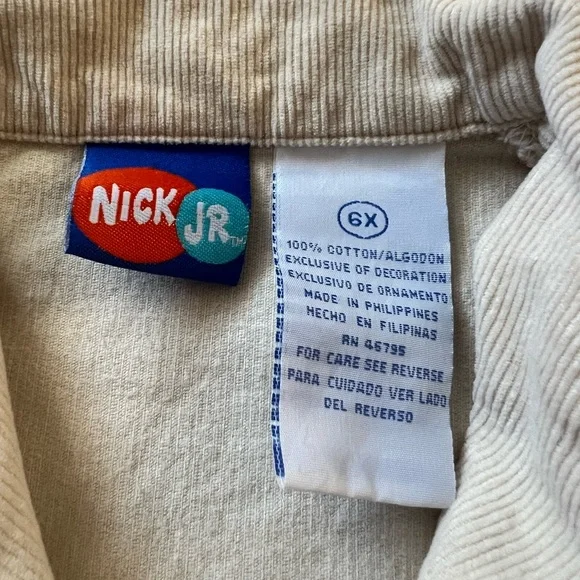 NICK JR TM
6X
100% COTTON/ALGODON
EXCLUSIVE OF DECORATION
EXCLUSIVO DE ORNAMENTO
MADE IN PHILIPPINES
HECHO EN FILIPINAS
RN 46795
FOR CARE SEE REVERSE
PARA CUIDADO VER LADO
DEL REVERSO